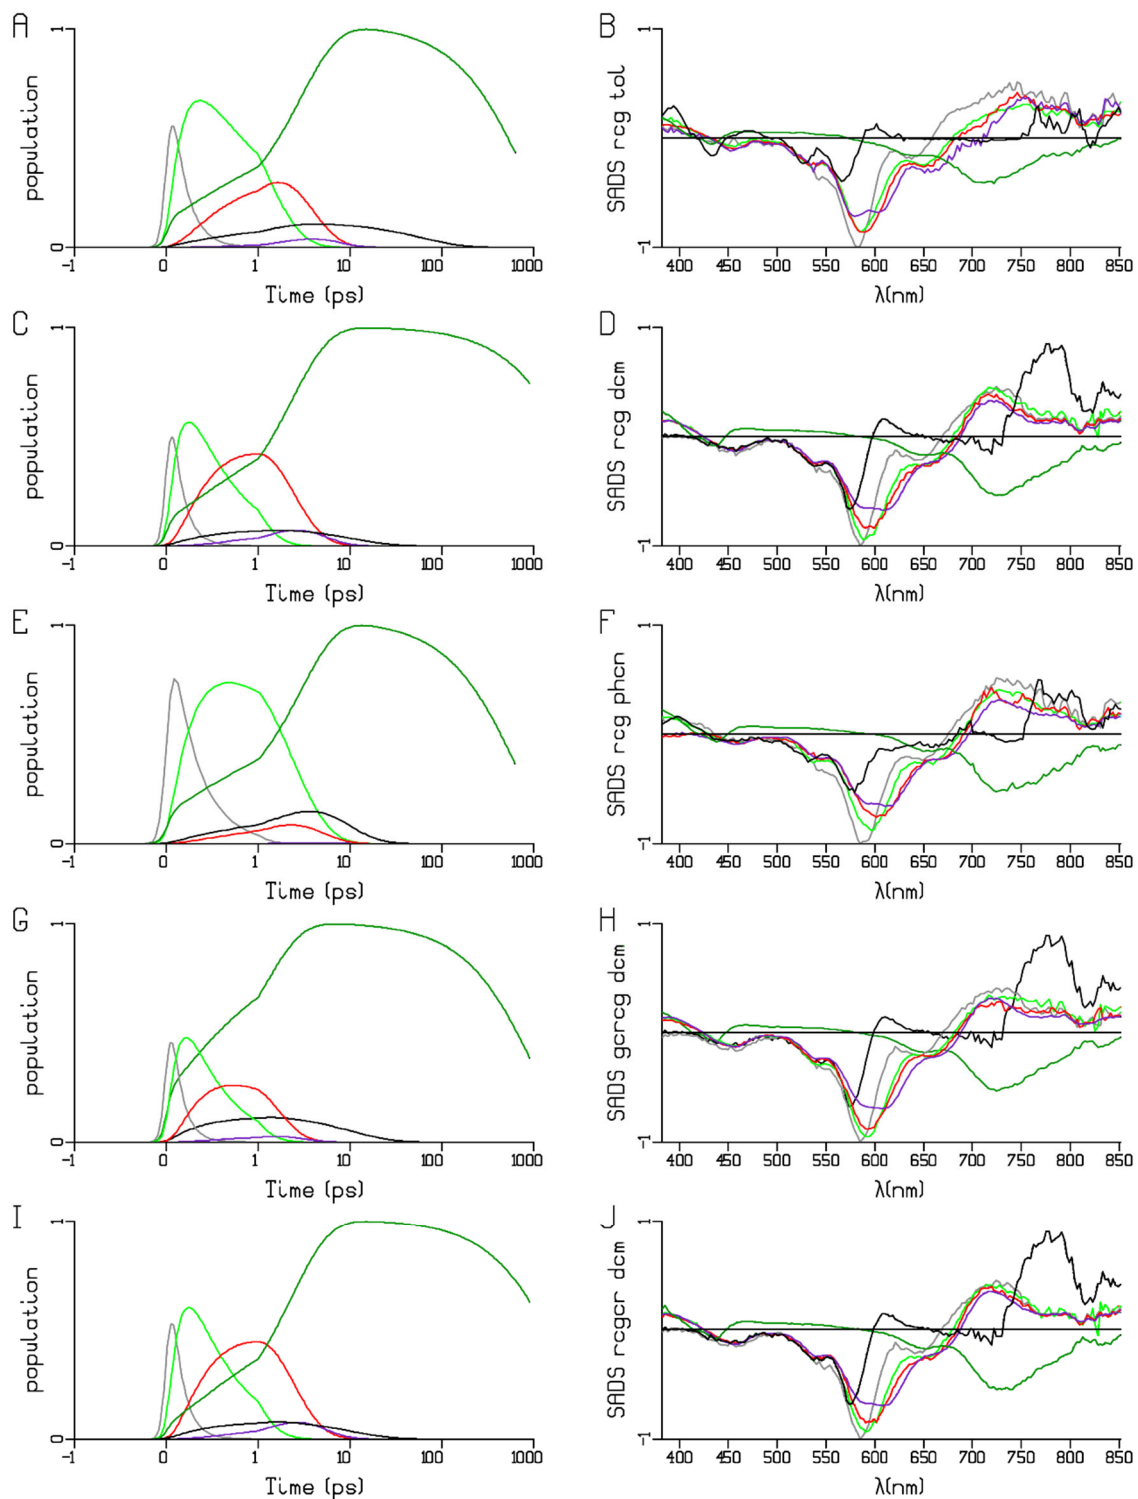 A
B
1
0
population
-1 0 1 10 100 1000
Time (ps)
1
-1
SADS rcg tol
400 450 500 550 600 650 700 750 800 850
λ(nm)
C
D
1
0
population
-1 0 1 10 100 1000
Time (ps)
1
-1
SADS rcg dcm
400 450 500 550 600 650 700 750 800 850
λ(nm)
E
F
1
0
population
-1 0 1 10 100 1000
Time (ps)
1
-1
SADS rcg phcn
400 450 500 550 600 650 700 750 800 850
λ(nm)
G
H
1
0
population
-1 0 1 10 100 1000
Time (ps)
1
-1
SADS gcrcg dcm
400 450 500 550 600 650 700 750 800 850
λ(nm)
I
J
1
0
population
-1 0 1 10 100 1000
Time (ps)
1
-1
SADS rcgcr dcm
400 450 500 550 600 650 700 750 800 850
λ(nm)